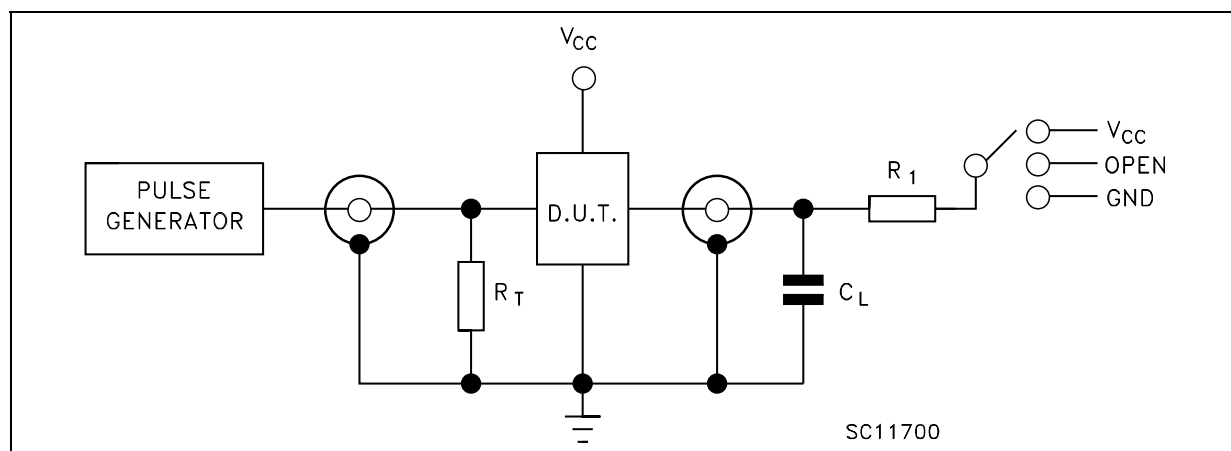 VCC
PULSE
GENERATOR
RT
D.U.T.
CL
R1
VCC
OPEN
GND
SC11700